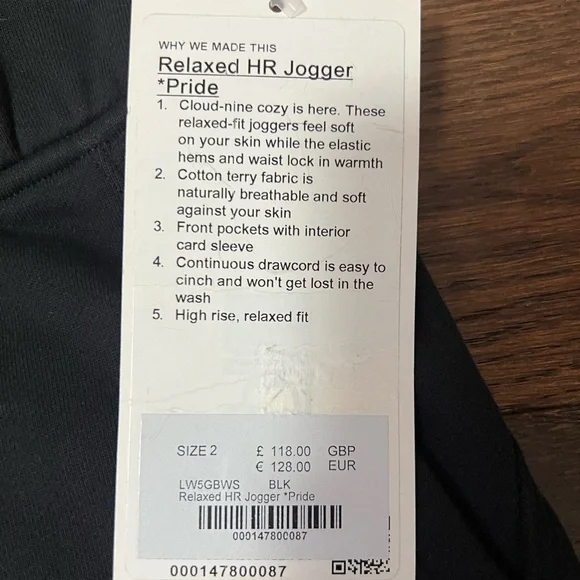 WHY WE MADE THIS
Relaxed HR Jogger
*Pride
1. Cloud-nine cozy is here. These
relaxed-fit joggers feel soft
on your skin while the elastic
hems and waist lock in warmth
2. Cotton terry fabric is
naturally breathable and soft
against your skin
3. Front pockets with interior
card sleeve
4. Continuous drawcord is easy to
cinch and won't get lost in the
wash
5. High rise, relaxed fit
SIZE 2 £ 118.00 GBP
€ 128.00 EUR
LW5GBWS BLK
Relaxed HR Jogger *Pride
000147800087
000147800087